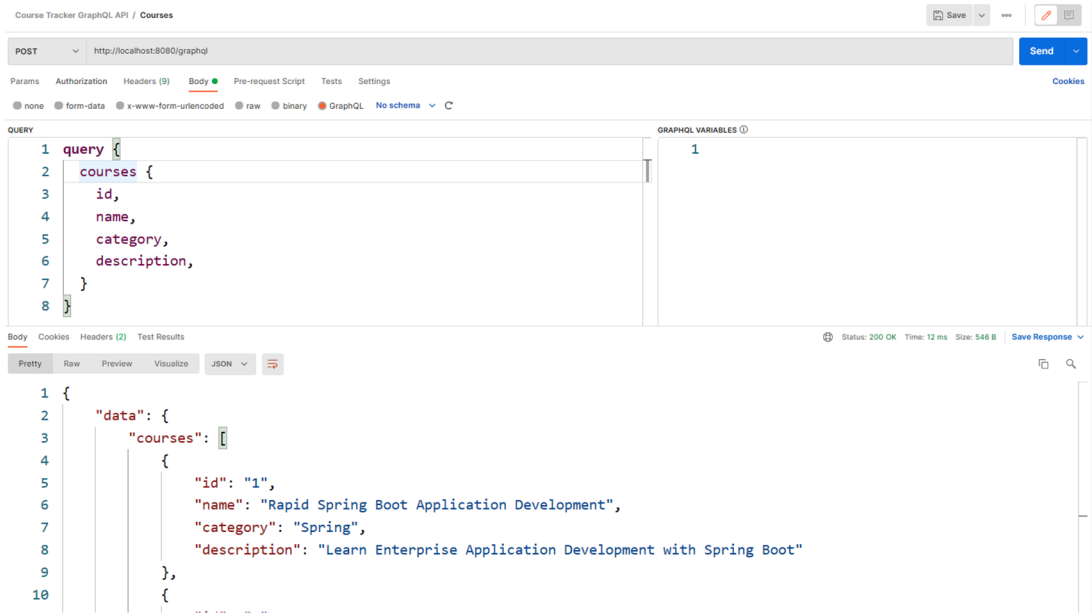 Course Tracker GraphQL API / Courses
Save
POST
http://localhost:8080/graphql
Send
Params Authorization Headers (9) Body Pre-request Script Tests Settings
Cookies
none form-data x-www-form-urlencoded raw binary GraphQL No schema
QUERY
GRAPHQL VARIABLES
1 query {
2 courses {
3 id,
4 name,
5 category,
6 description,
7 }
8 }
1
Body Cookies Headers (2) Test Results
Status: 200 OK Time: 12 ms Size: 546 B Save Response
Pretty Raw Preview Visualize JSON
1 {
2 "data": {
3 "courses": [
4 {
5 "id": "1",
6 "name": "Rapid Spring Boot Application Development",
7 "category": "Spring",
8 "description": "Learn Enterprise Application Development with Spring Boot"
9 },
10 {